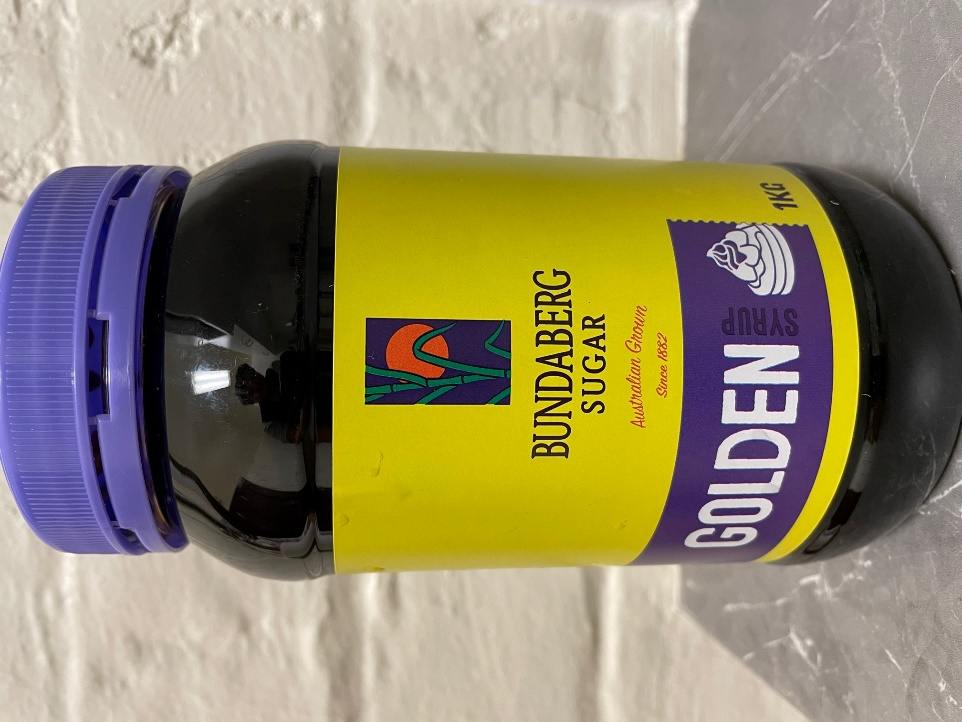 BUNDABERG
SUGAR
Australian Grown
Since 1882
GOLDEN
SYRUP
1KG